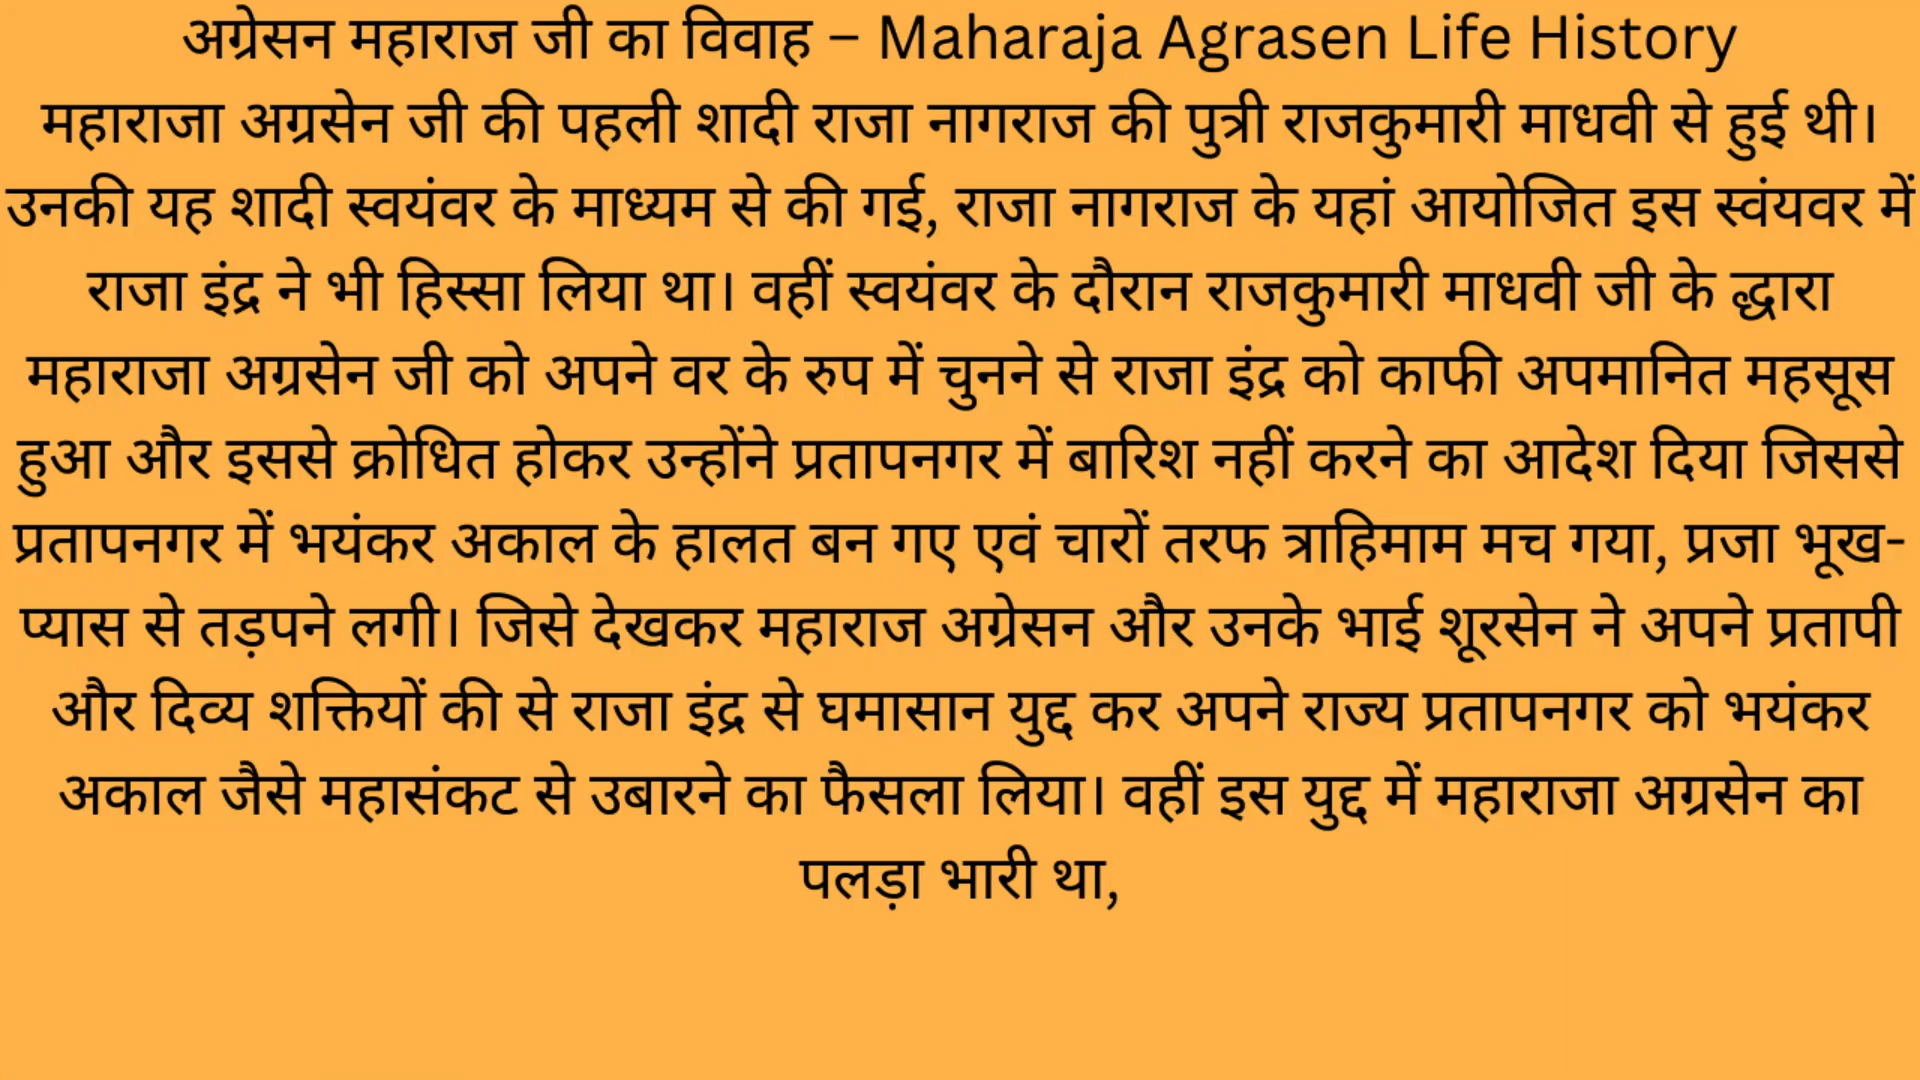 अग्रेसन महाराज जी का विवाह – Maharaja Agrasen Life History
महाराजा अग्रसेन जी की पहली शादी राजा नागराज की पुत्री राजकुमारी माधवी से हुई थी।
उनकी यह शादी स्वयंवर के माध्यम से की गई, राजा नागराज के यहां आयोजित इस स्वंयवर में
राजा इंद्र ने भी हिस्सा लिया था। वहीं स्वयंवर के दौरान राजकुमारी माधवी जी के द्धारा
महाराजा अग्रसेन जी को अपने वर के रुप में चुनने से राजा इंद्र को काफी अपमानित महसूस
हुआ और इससे क्रोधित होकर उन्होंने प्रतापनगर में बारिश नहीं करने का आदेश दिया जिससे
प्रतापनगर में भयंकर अकाल के हालत बन गए एवं चारों तरफ त्राहिमाम मच गया, प्रजा भूख-
प्यास से तड़पने लगी। जिसे देखकर महाराज अग्रेसन और उनके भाई शूरसेन ने अपने प्रतापी
और दिव्य शक्तियों की से राजा इंद्र से घमासान युद्द कर अपने राज्य प्रतापनगर को भयंकर
अकाल जैसे महासंकट से उबारने का फैसला लिया। वहीं इस युद्द में महाराजा अग्रसेन का
पलड़ा भारी था,